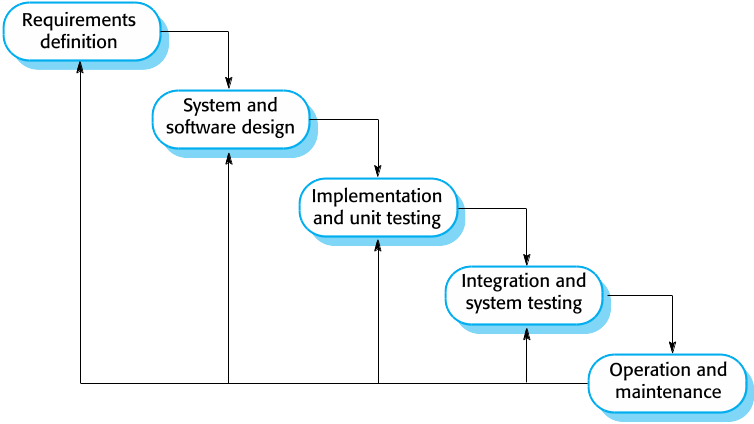 Requirements
definition
System and
software design
Implementation
and unit testing
Integration and
system testing
Operation and
maintenance